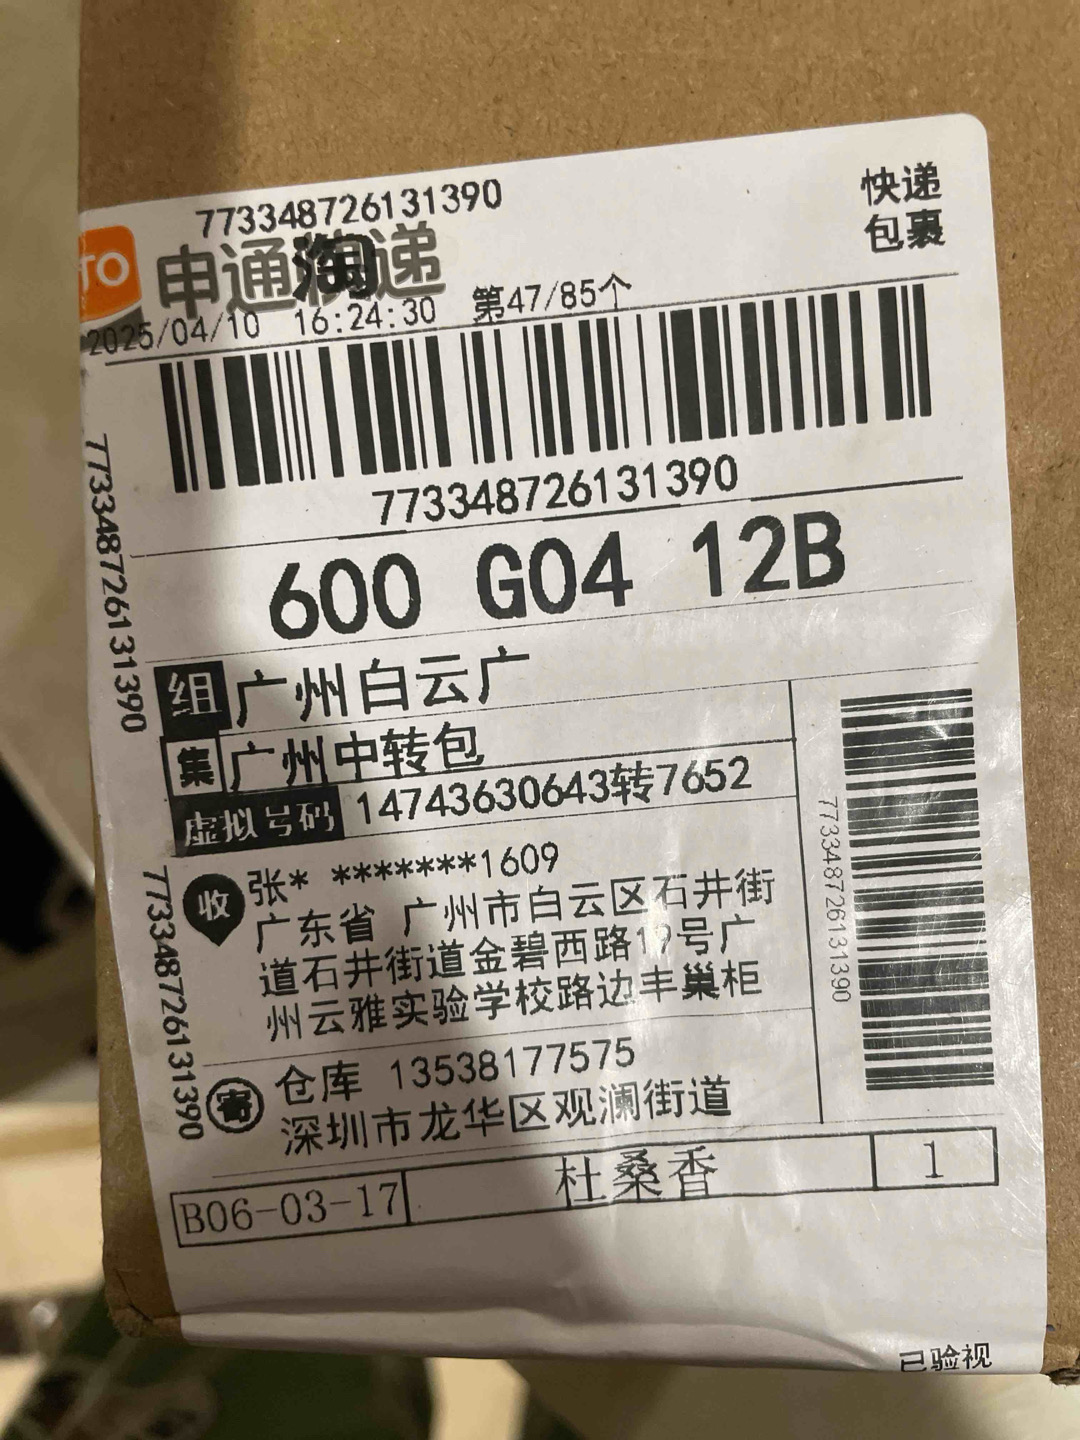 773348726131390
快递
包裹
申通快递
淘
2025/04/10 16:24:30 第47/85个
773348726131390
600 G04 12B
组 广州白云广
集 广州中转包
虚拟号码 14743630643转7652
收 张* *******1609
广东省 广州市白云区石井街
道石井街道金碧西路19号广
州云雅实验学校路边丰巢柜
寄 仓库 13538177575
深圳市龙华区观澜街道
B06-03-17 杜桑香 1
已验视
773348726131390
773348726131390
773348726131390